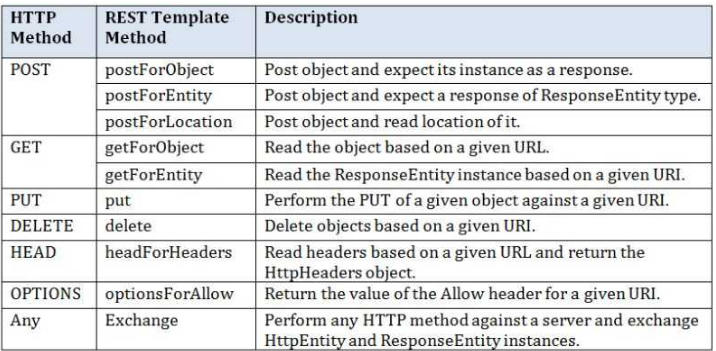 HTTP Method REST Template Method Description
POST postForObject Post object and expect its instance as a response.
postForEntity Post object and expect a response of ResponseEntity type.
postForLocation Post object and read location of it.
GET getForObject Read the object based on a given URL.
getForEntity Read the ResponseEntity instance based on a given URI.
PUT put Perform the PUT of a given object against a given URI.
DELETE delete Delete objects based on a given URI.
HEAD headForHeaders Read headers based on a given URL and return the
HttpHeaders object.
OPTIONS optionsForAllow Return the value of the Allow header for a given URI.
Any Exchange Perform any HTTP method against a server and exchange
HttpEntity and ResponseEntity instances.